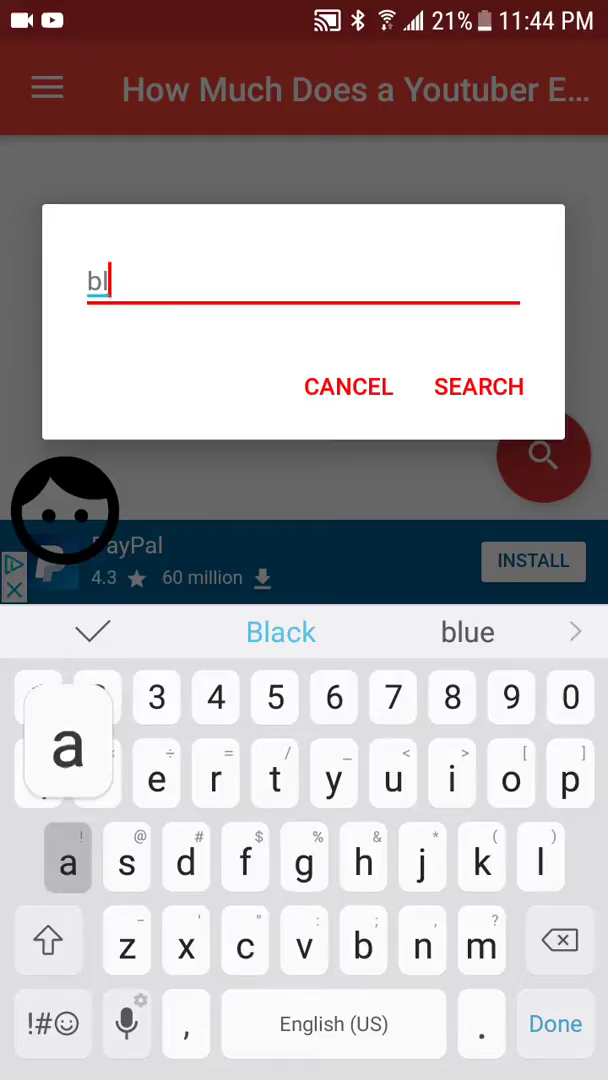 21% 11:44 PM
How Much Does a Youtuber E...
bl
CANCEL SEARCH
PayPal
4.3 ★ 60 million
INSTALL
Black blue
3 4 5 6 7 8 9 0
a
÷ = / _ < > [ ]
e r t y u i o p
! @ # $ % & * ( )
a s d f g h j k l
- ' " : ; , ?
z x c v b n m
!#☺ , English (US) . Done